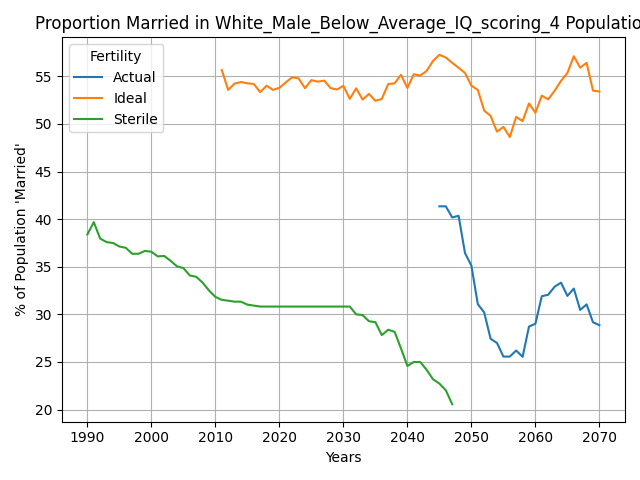 Proportion Married in White_Male_Below_Average_IQ_scoring_4 Populatio
Fertility
Actual
Ideal
Sterile
% of Population 'Married'
55
50
45
40
35
30
25
20
1990 2000 2010 2020 2030 2040 2050 2060 2070
Years